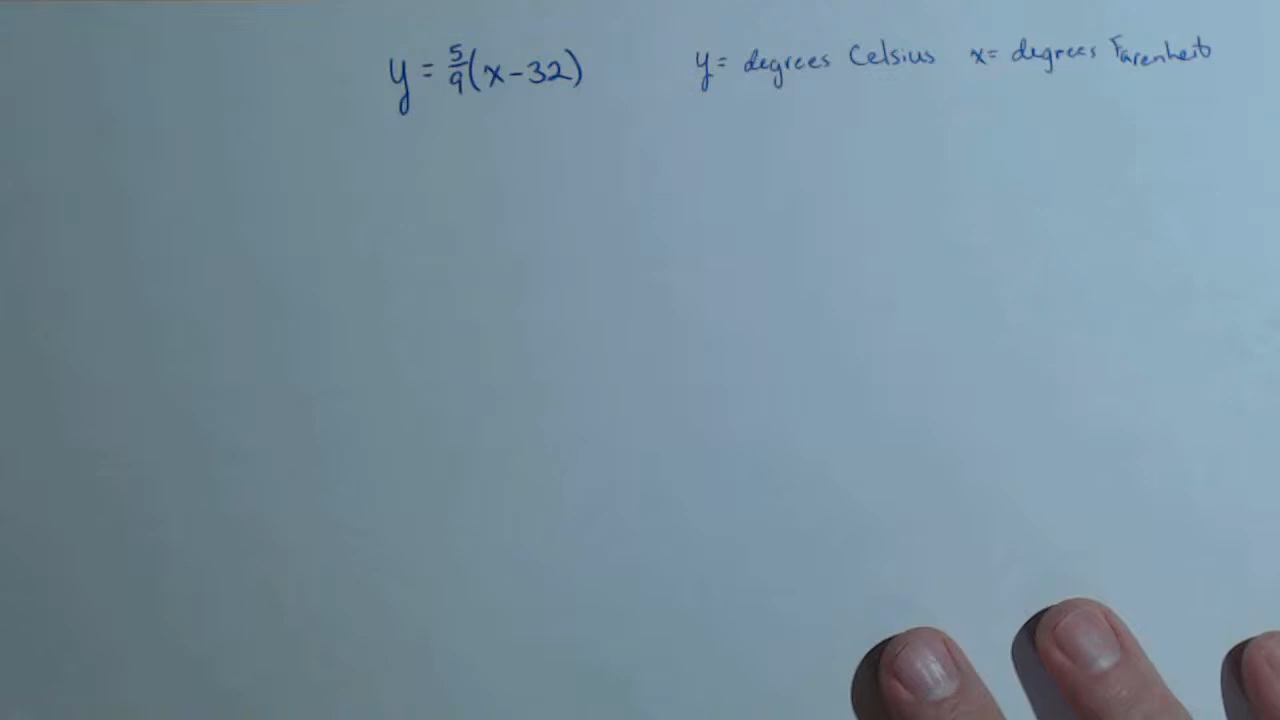 y = 5/9(x-32) y= degrees Celsius x= degrees Farenheit